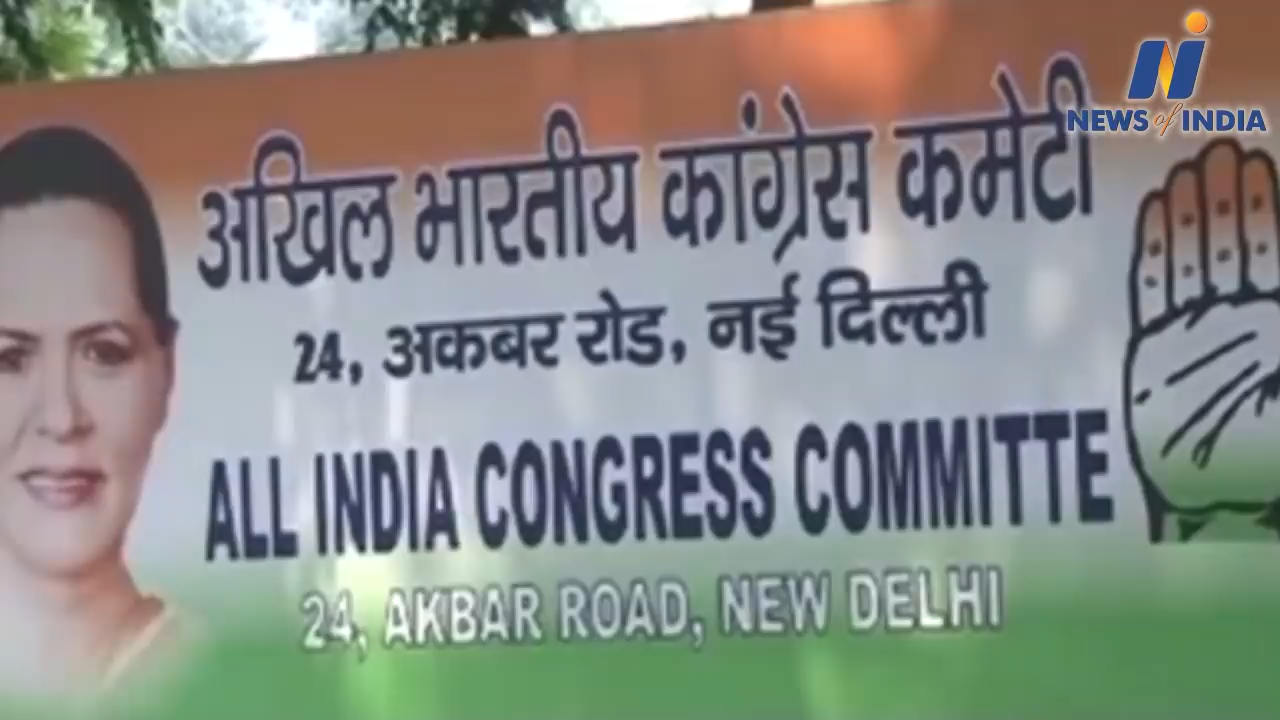 NEWS of INDIA
अखिल भारतीय कांग्रेस कमेटी
24, अकबर रोड, नई दिल्ली
ALL INDIA CONGRESS COMMITTE
24, AKBAR ROAD, NEW DELHI